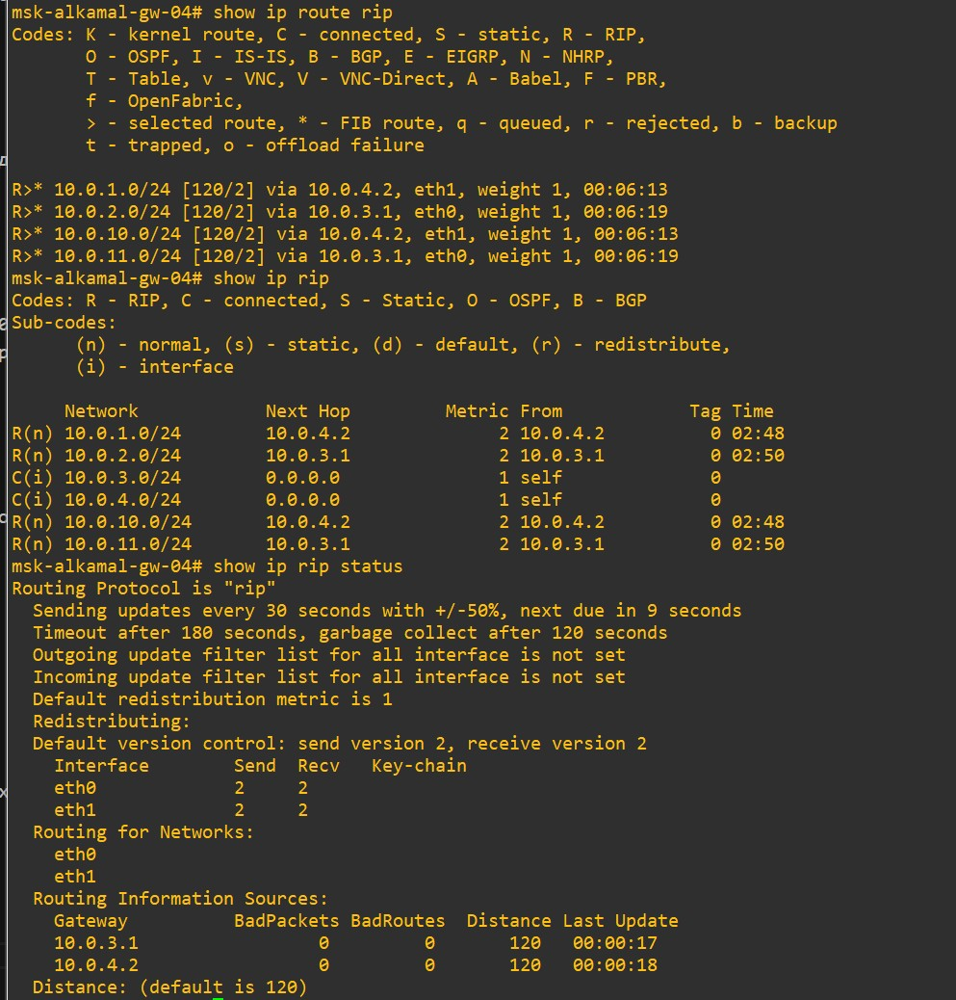 msk-alkamal-gw-04# show ip route rip
Codes: K - kernel route, C - connected, S - static, R - RIP,
       O - OSPF, I - IS-IS, B - BGP, E - EIGRP, N - NHRP,
       T - Table, v - VNC, V - VNC-Direct, A - Babel, F - PBR,
       f - OpenFabric,
       > - selected route, * - FIB route, q - queued, r - rejected, b - backup
       t - trapped, o - offload failure

R>* 10.0.1.0/24 [120/2] via 10.0.4.2, eth1, weight 1, 00:06:13
R>* 10.0.2.0/24 [120/2] via 10.0.3.1, eth0, weight 1, 00:06:19
R>* 10.0.10.0/24 [120/2] via 10.0.4.2, eth1, weight 1, 00:06:13
R>* 10.0.11.0/24 [120/2] via 10.0.3.1, eth0, weight 1, 00:06:19
msk-alkamal-gw-04# show ip rip
Codes: R - RIP, C - connected, S - Static, O - OSPF, B - BGP
Sub-codes:
      (n) - normal, (s) - static, (d) - default, (r) - redistribute,
      (i) - interface

     Network            Next Hop         Metric From                Tag Time
R(n) 10.0.1.0/24        10.0.4.2              2 10.0.4.2              0 02:48
R(n) 10.0.2.0/24        10.0.3.1              2 10.0.3.1              0 02:50
C(i) 10.0.3.0/24        0.0.0.0               1 self                  0
C(i) 10.0.4.0/24        0.0.0.0               1 self                  0
R(n) 10.0.10.0/24       10.0.4.2              2 10.0.4.2              0 02:48
R(n) 10.0.11.0/24       10.0.3.1              2 10.0.3.1              0 02:50
msk-alkamal-gw-04# show ip rip status
Routing Protocol is "rip"
  Sending updates every 30 seconds with +/-50%, next due in 9 seconds
  Timeout after 180 seconds, garbage collect after 120 seconds
  Outgoing update filter list for all interface is not set
  Incoming update filter list for all interface is not set
  Default redistribution metric is 1
  Redistributing:
  Default version control: send version 2, receive version 2
    Interface        Send  Recv   Key-chain
    eth0             2     2
    eth1             2     2
  Routing for Networks:
    eth0
    eth1
  Routing Information Sources:
    Gateway          BadPackets BadRoutes  Distance Last Update
    10.0.3.1                 0         0       120   00:00:17
    10.0.4.2                 0         0       120   00:00:18
  Distance: (default is 120)